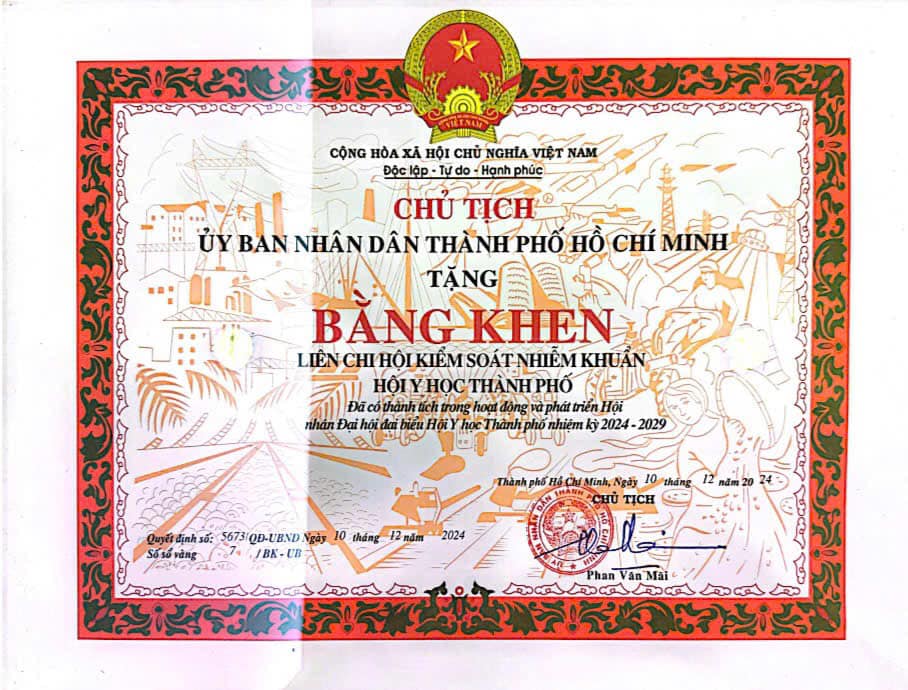 VIỆT NAM
CỘNG HÒA XÃ HỘI CHỦ NGHĨA VIỆT NAM
Độc lập - Tự do - Hạnh phúc
CHỦ TỊCH
ỦY BAN NHÂN DÂN THÀNH PHỐ HỒ CHÍ MINH
TẶNG
BẰNG KHEN
LIÊN CHI HỘI KIỂM SOÁT NHIỄM KHUẨN
HỘI Y HỌC THÀNH PHỐ
Đã có thành tích trong hoạt động và phát triển Hội
nhân Đại hội đại biểu Hội Y học Thành phố nhiệm kỳ 2024 - 2029
Thành phố Hồ Chí Minh, Ngày 10 tháng 12 năm 20 24
CHỦ TỊCH
Phan Văn Mãi
Quyết định số: 5673/QĐ-UBND Ngày 10 tháng 12 năm 2024
Số sổ vàng 7 / BK - UB